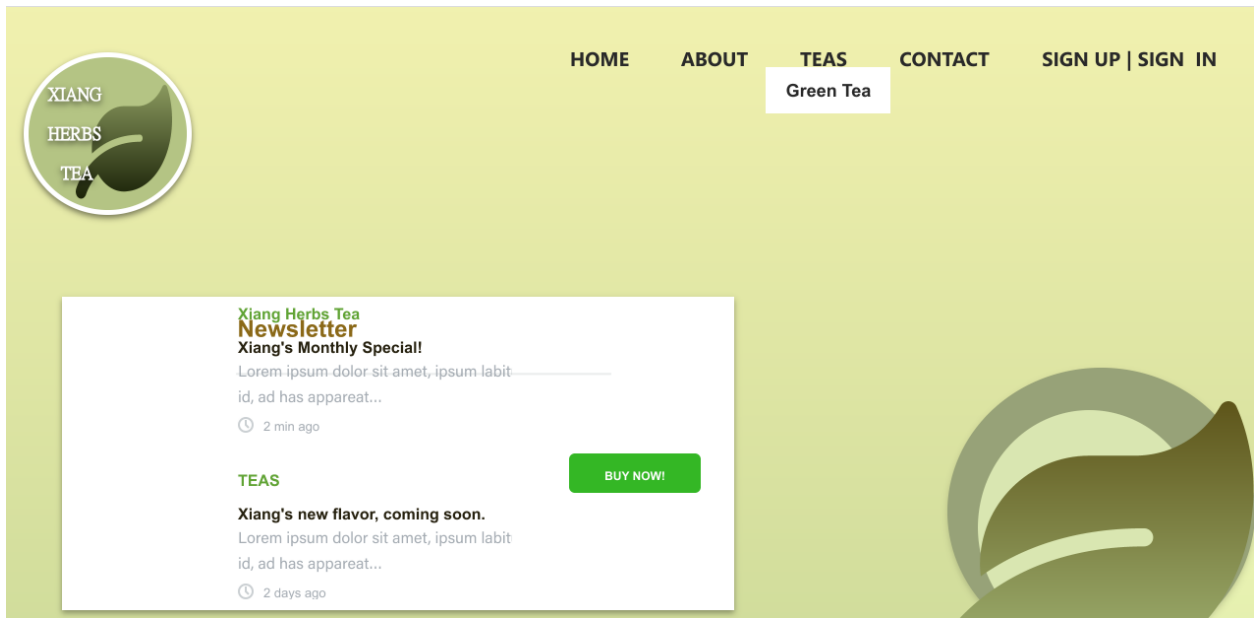 HOME ABOUT TEAS CONTACT SIGN UP | SIGN IN
Green Tea
XIANG
HERBS
TEA
Xiang Herbs Tea
Newsletter
Xiang's Monthly Special!
Lorem ipsum dolor sit amet, ipsum labit
id, ad has appareat...
2 min ago
TEAS
BUY NOW!
Xiang's new flavor, coming soon.
Lorem ipsum dolor sit amet, ipsum labit
id, ad has appareat...
2 days ago